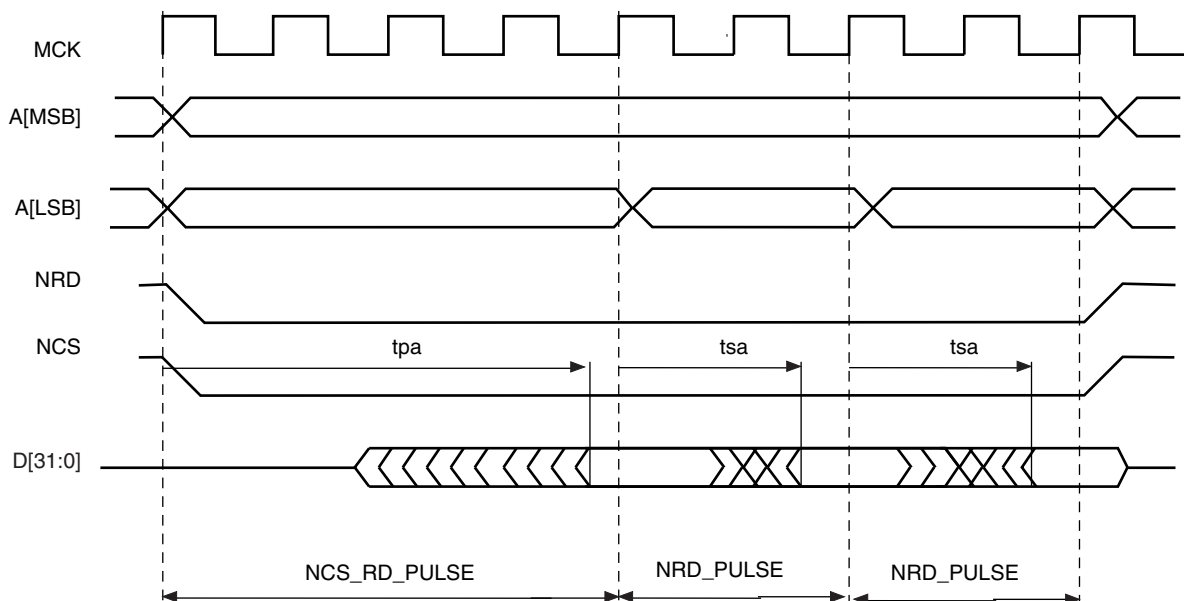 MCK
A[MSB]
A[LSB]
NRD
NCS
tpa
tsa
tsa
D[31:0]
NCS_RD_PULSE
NRD_PULSE
NRD_PULSE